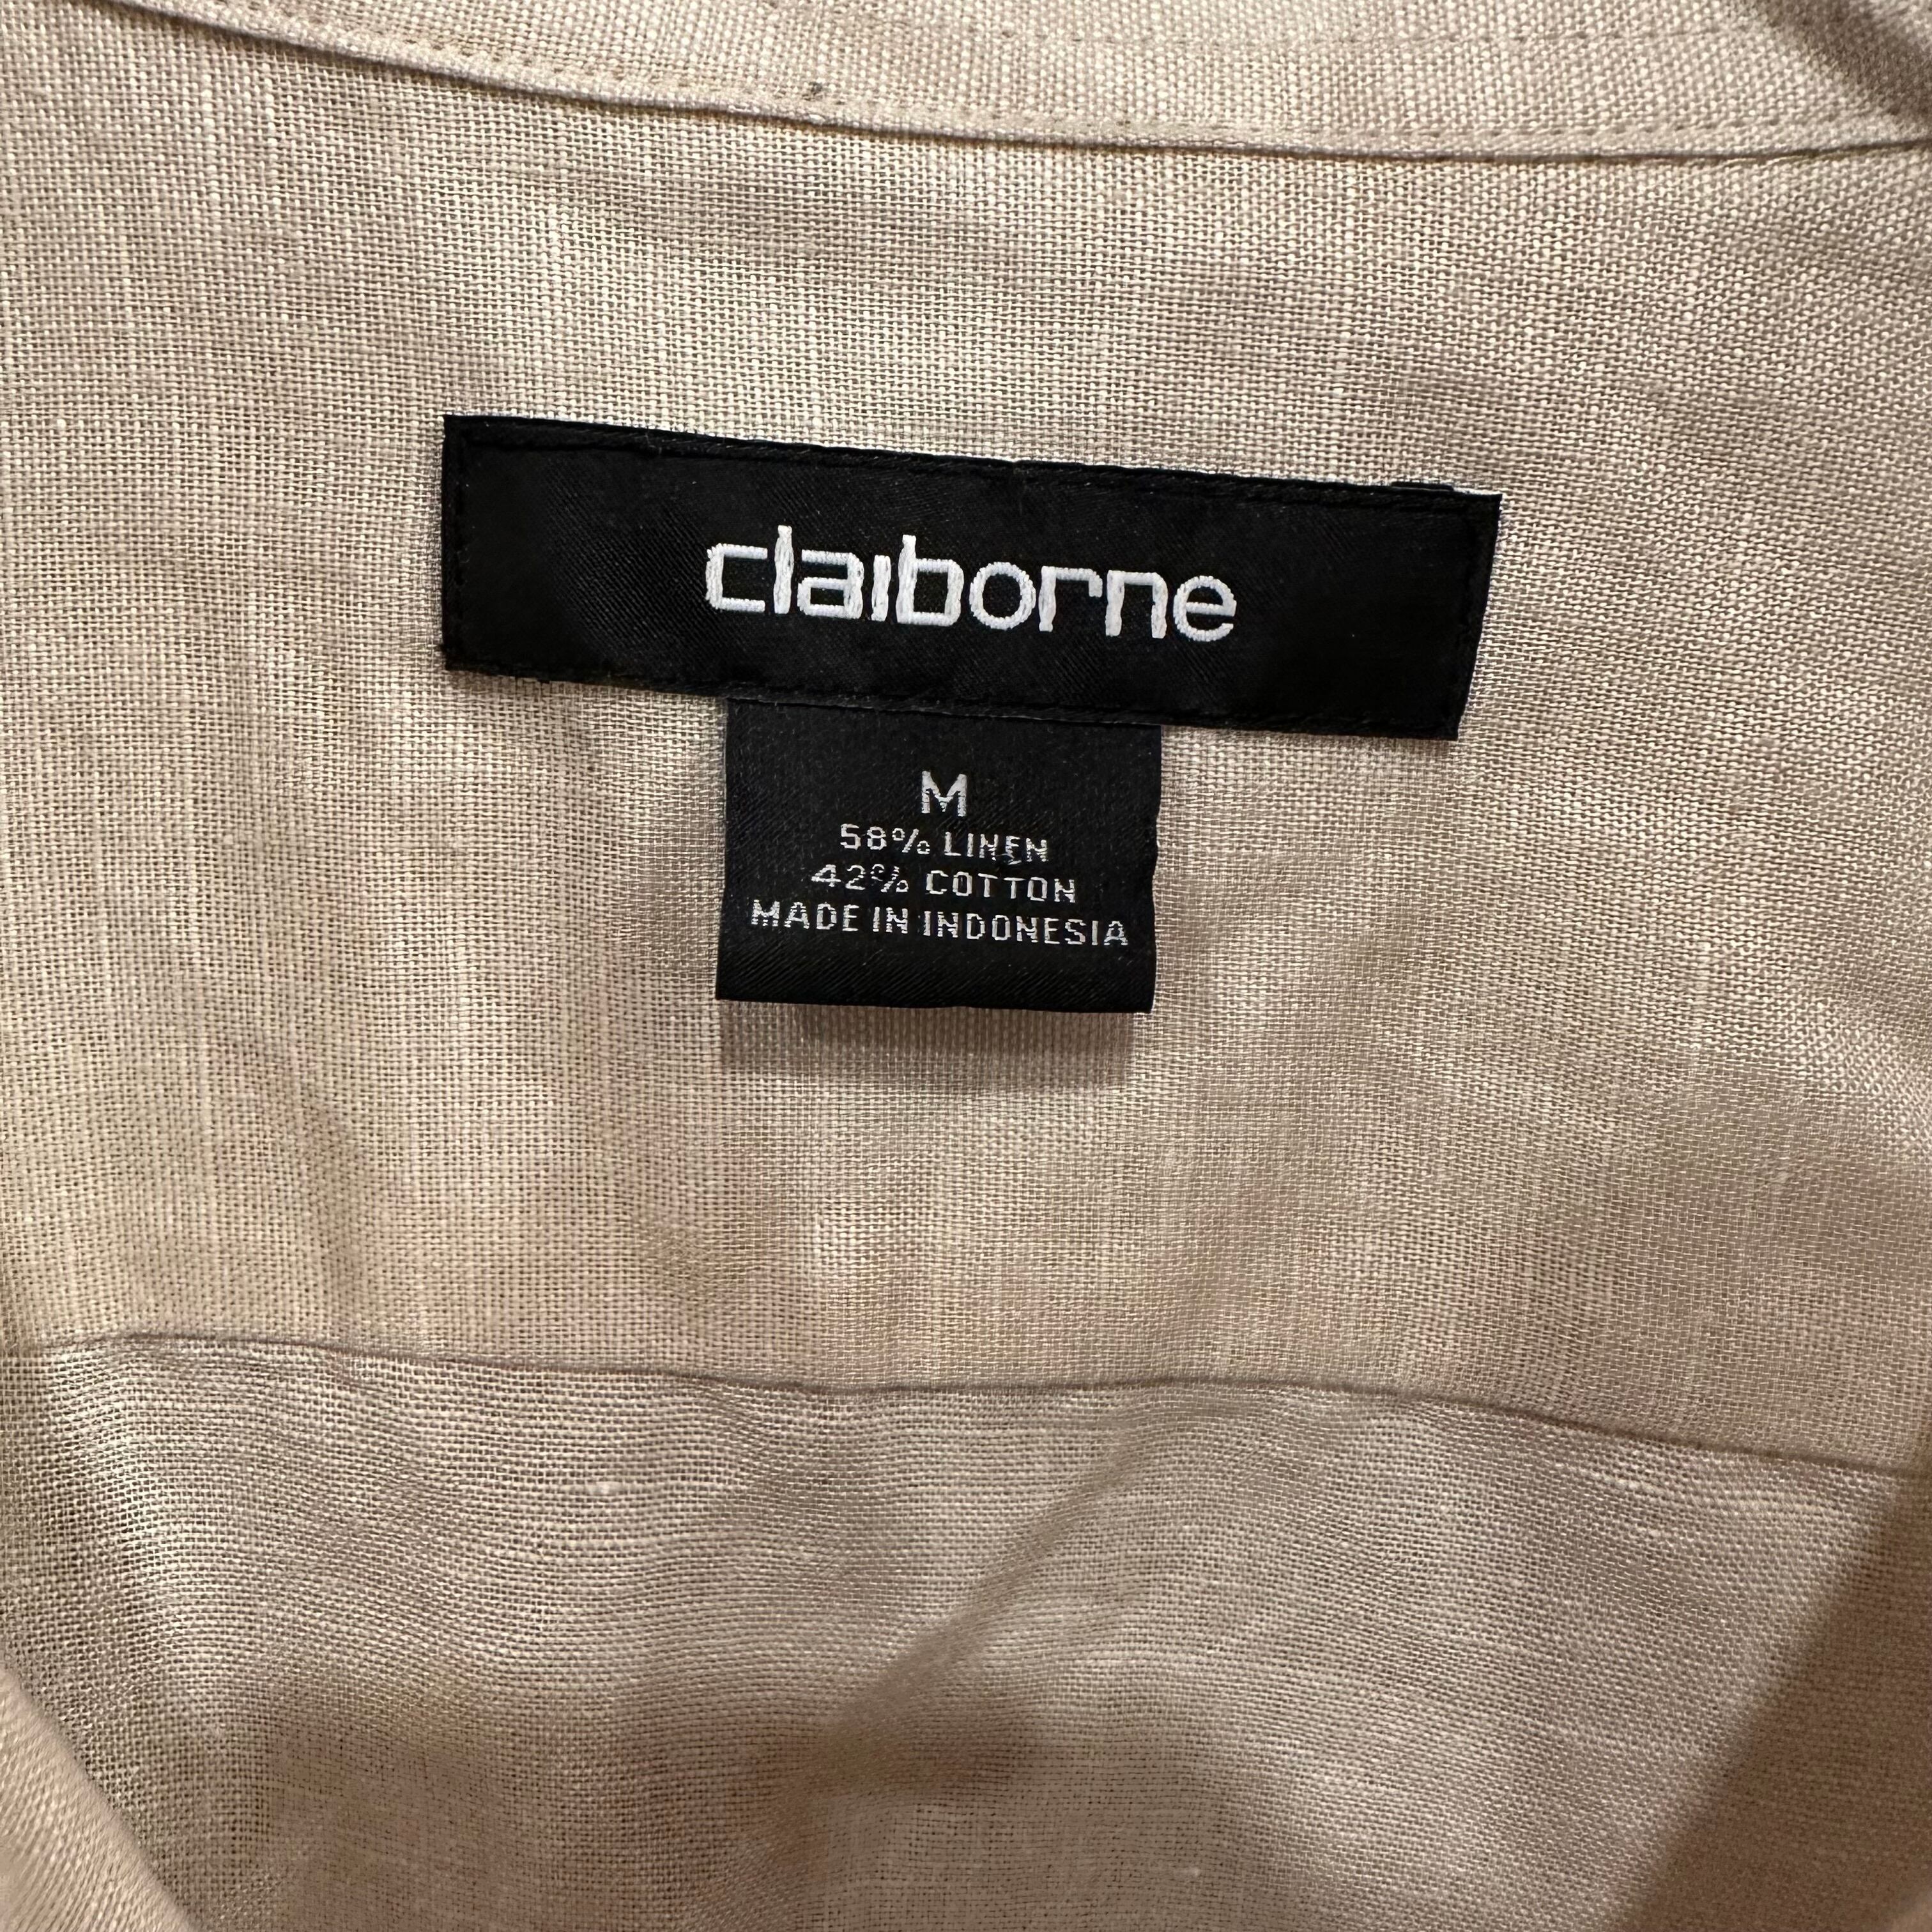 claiborne
M
58% LINEN
42% COTTON
MADE IN INDONESIA